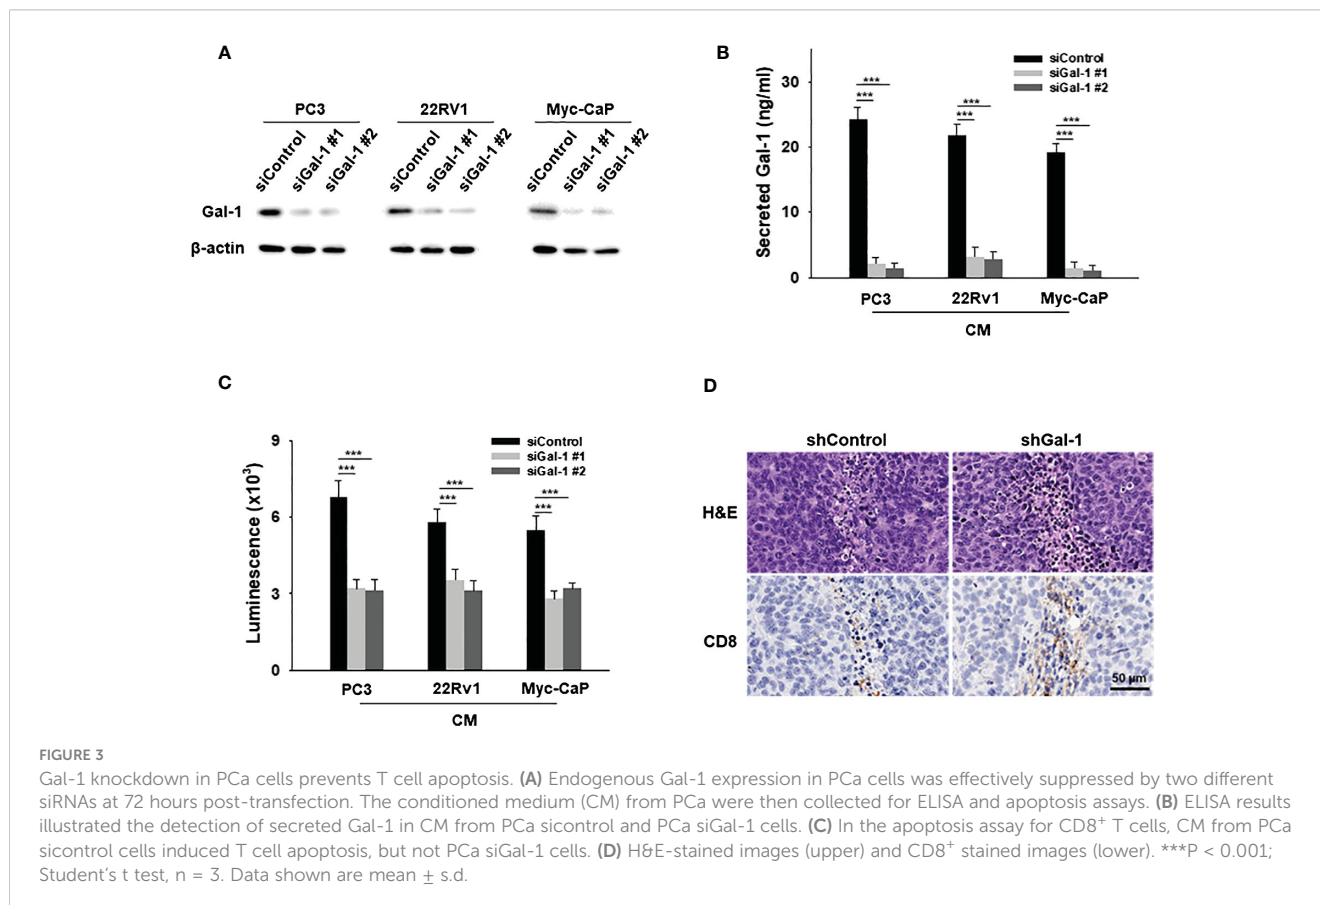 A
PC3 22RV1 Myc-CaP
siControl siGal-1 #1 siGal-1 #2 siControl siGal-1 #1 siGal-1 #2 siControl siGal-1 #1 siGal-1 #2
Gal-1
β-actin
B
siControl
siGal-1 #1
siGal-1 #2
Secreted Gal-1 (ng/ml)
30
20
10
0
*** *** *** *** *** ***
PC3 22Rv1 Myc-CaP
CM
C
siControl
siGal-1 #1
siGal-1 #2
Luminescence (x10³)
9
6
3
0
*** *** *** *** *** ***
PC3 22Rv1 Myc-CaP
CM
D
shControl shGal-1
H&E
CD8
50 µm
FIGURE 3
Gal-1 knockdown in PCa cells prevents T cell apoptosis. (A) Endogenous Gal-1 expression in PCa cells was effectively suppressed by two different
siRNAs at 72 hours post-transfection. The conditioned medium (CM) from PCa were then collected for ELISA and apoptosis assays. (B) ELISA results
illustrated the detection of secreted Gal-1 in CM from PCa sicontrol and PCa siGal-1 cells. (C) In the apoptosis assay for CD8⁺ T cells, CM from PCa
sicontrol cells induced T cell apoptosis, but not PCa siGal-1 cells. (D) H&E-stained images (upper) and CD8⁺ stained images (lower). ***P < 0.001;
Student's t test, n = 3. Data shown are mean ± s.d.